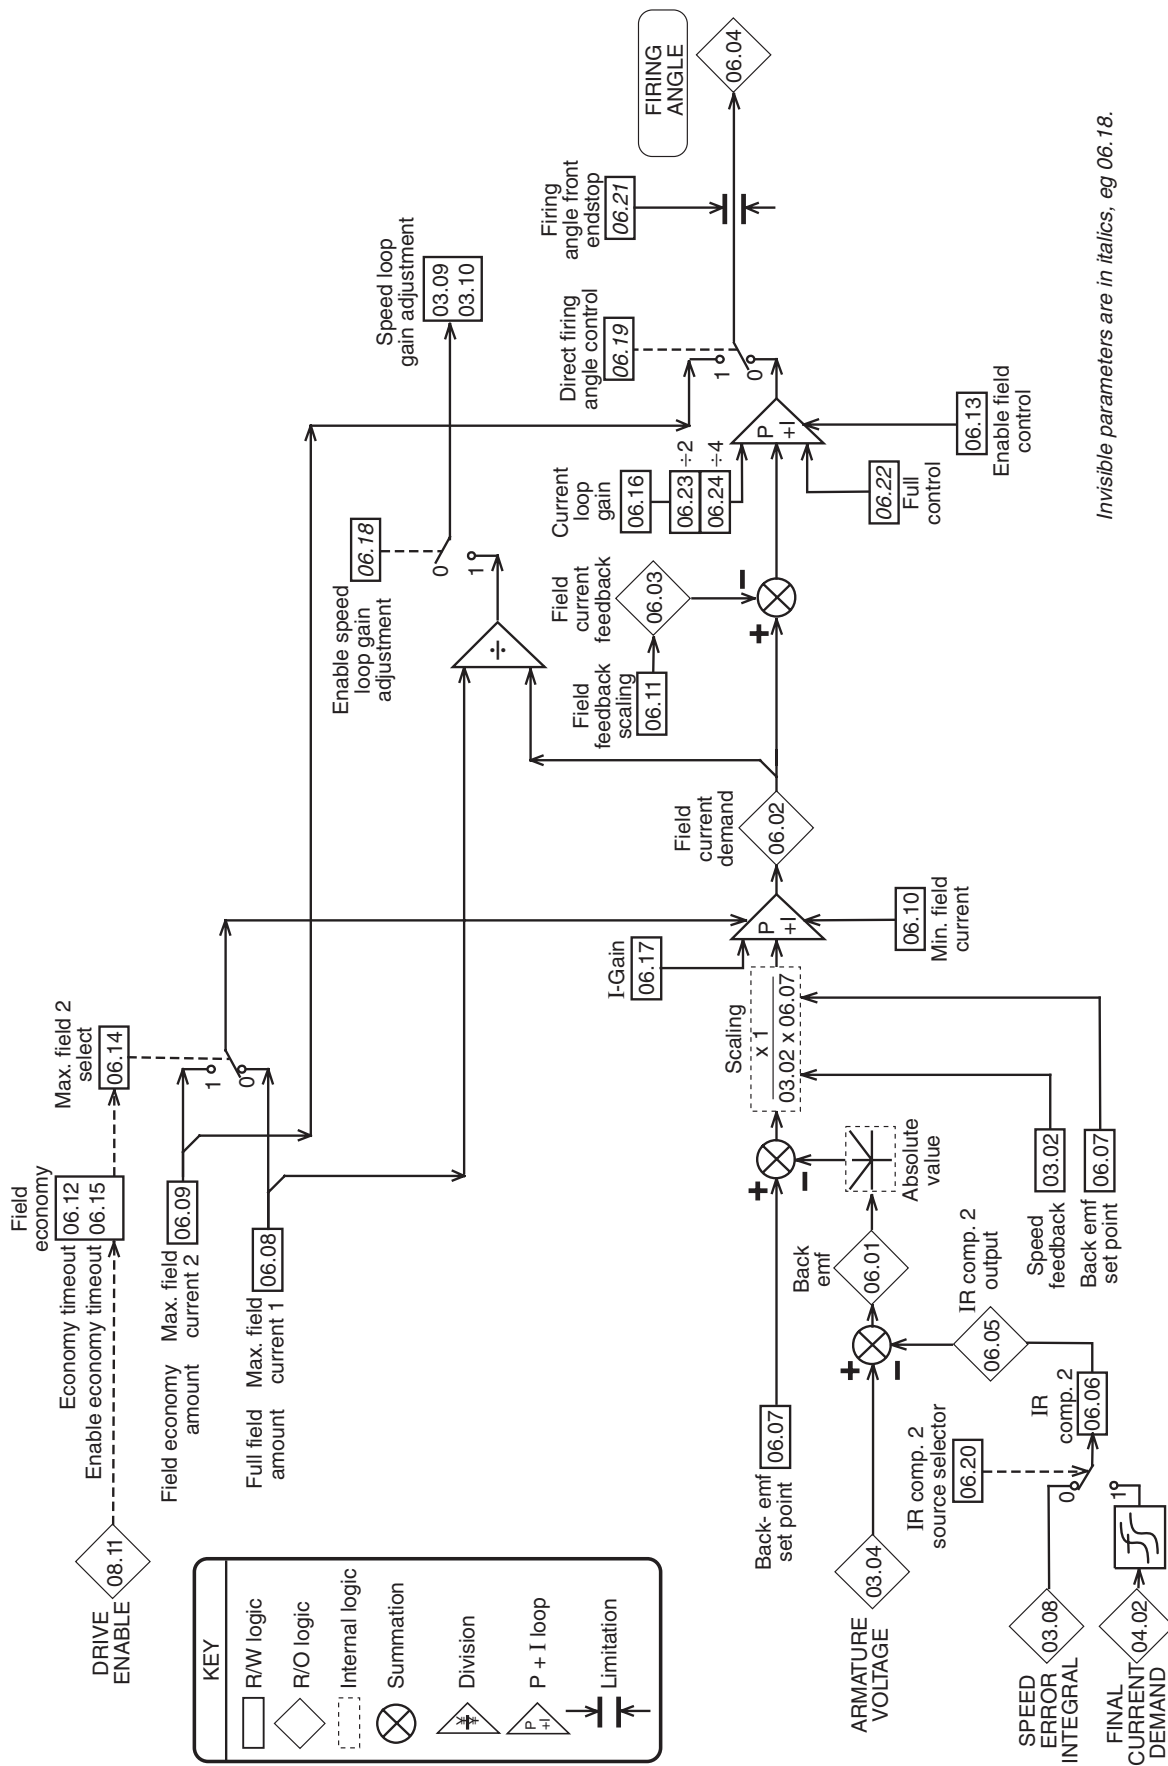 DRIVE
ENABLE
08.11
Economy timeout
Enable economy timeout
Field
economy
06.12
06.15
Max. field 2
select
06.14
Field economy
amount
Max. field
current 2
06.09
1
0
Full field
amount
Max. field
current 1
06.08
Enable speed
loop gain
adjustment
06.18
0
1
÷
Speed loop
gain adjustment
03.09
03.10
KEY
R/W logic
R/O logic
Internal logic
Summation
Division
P
+I
P + I loop
Limitation
Back- emf
set point
06.07
+
–
Scaling
x 1
03.02 x 06.07
I-Gain
06.17
P
+I
06.10
Min. field
current
Field
current
demand
06.02
Field
feedback
scaling
06.11
Field
current
feedback
06.03
+
–
Current
loop
gain
06.16
06.23
÷2
06.24
÷4
P
+I
06.22
Full
control
06.13
Enable field
control
Direct firing
angle control
06.19
1
0
Firing
angle front
endstop
06.21
FIRING
ANGLE
06.04
ARMATURE
VOLTAGE
03.04
+
–
Back
emf
06.01
Absolute
value
IR comp. 2
source selector
06.20
IR comp. 2
output
06.05
SPEED
ERROR
INTEGRAL
03.08
0
1
IR
comp. 2
06.06
FINAL
CURRENT
DEMAND
04.02
Speed
feedback
03.02
Back emf
set point
06.07
Invisible parameters are in italics, eg 06.18.